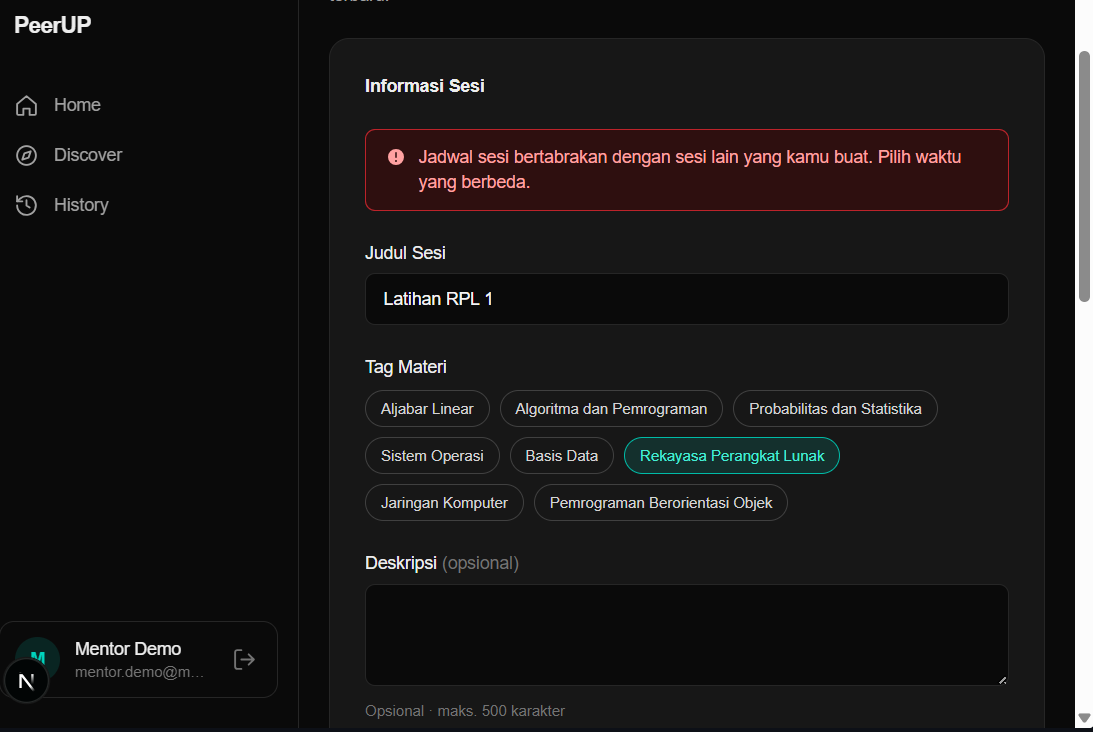 PeerUP
Home
Discover
History
Informasi Sesi
Jadwal sesi bertabrakan dengan sesi lain yang kamu buat. Pilih waktu
yang berbeda.
Judul Sesi
Latihan RPL 1
Tag Materi
Aljabar Linear
Algoritma dan Pemrograman
Probabilitas dan Statistika
Sistem Operasi
Basis Data
Rekayasa Perangkat Lunak
Jaringan Komputer
Pemrograman Berorientasi Objek
Deskripsi (opsional)
Opsional · maks. 500 karakter
M
Mentor Demo
mentor.demo@m...
N